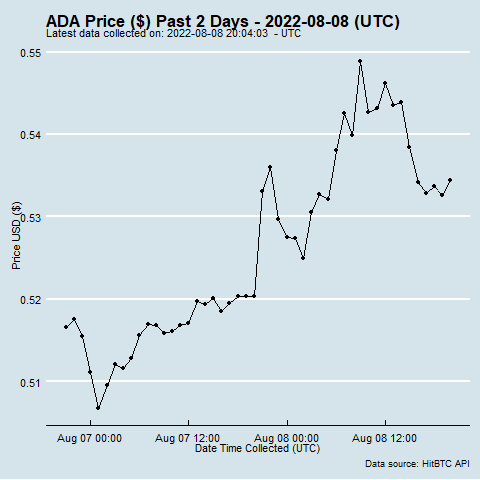 ADA Price ($) Past 2 Days - 2022-08-08 (UTC)
Latest data collected on: 2022-08-08 20:04:03 - UTC
0.55
0.54
0.53
0.52
0.51
Price USD ($)
Aug 07 00:00 Aug 07 12:00 Aug 08 00:00 Aug 08 12:00
Date Time Collected (UTC)
Data source: HitBTC API